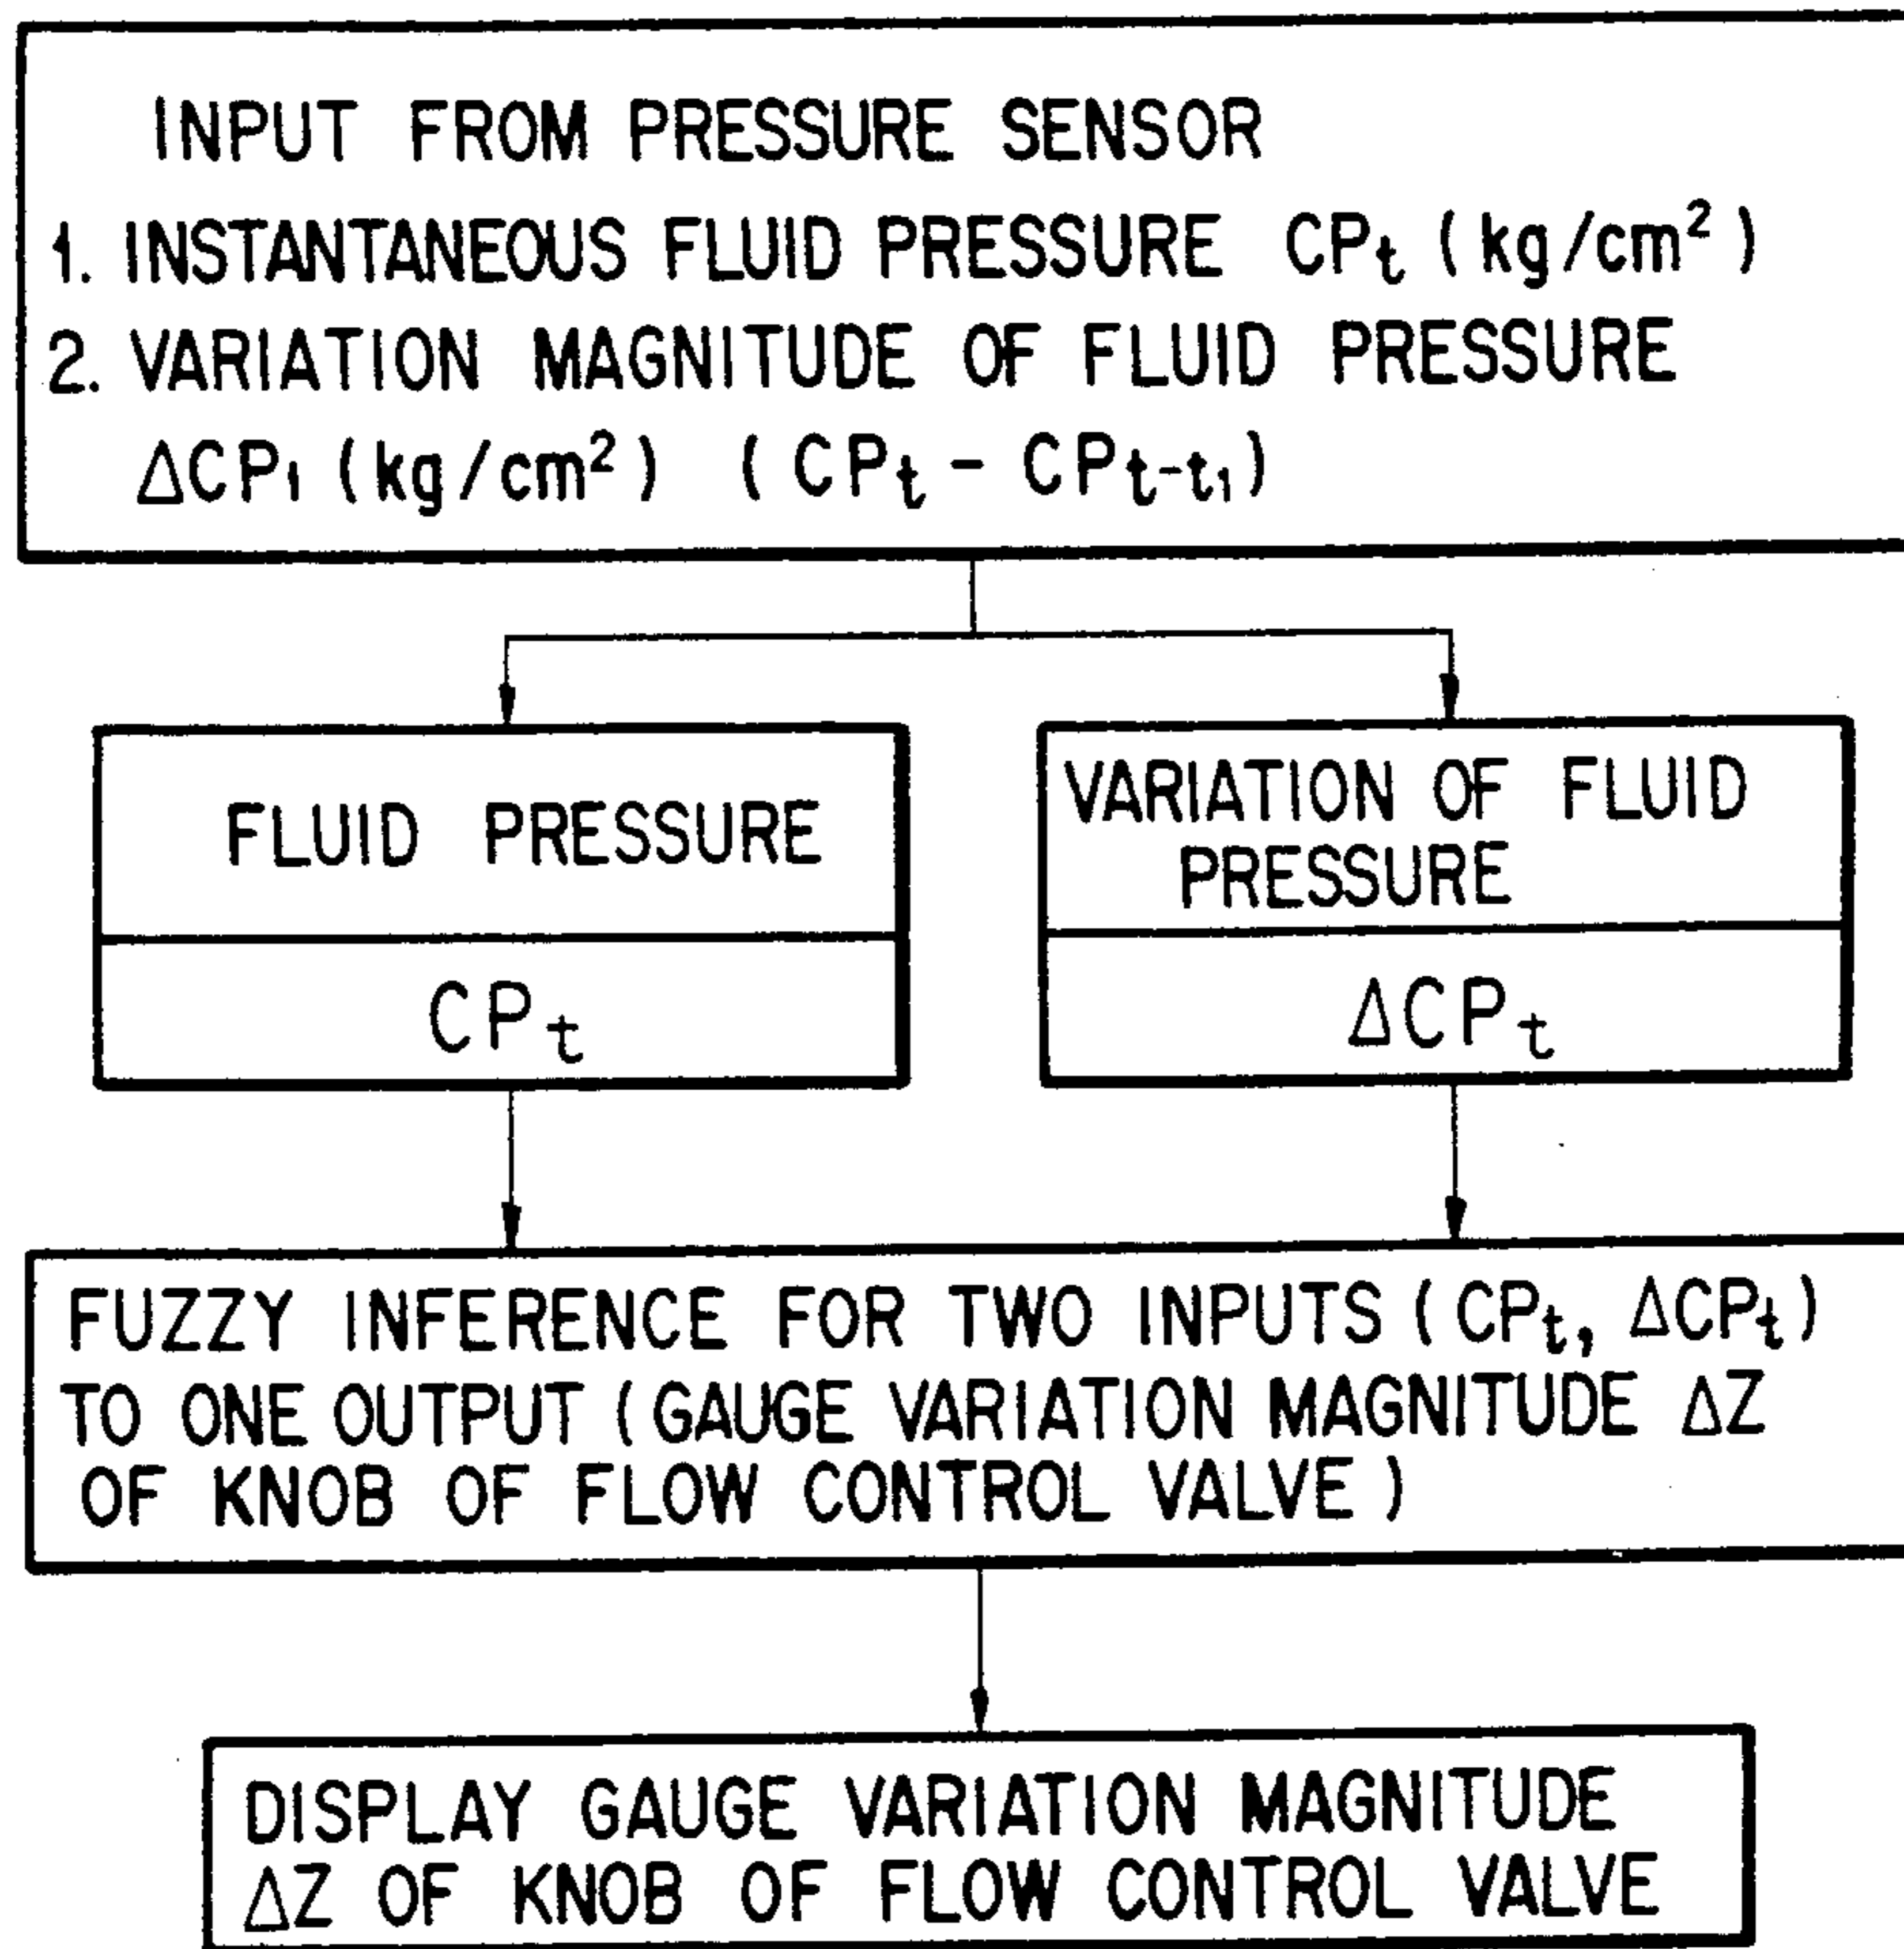 INPUT FROM PRESSURE SENSOR
1. INSTANTANEOUS FLUID PRESSURE CPt (kg/cm²)
2. VARIATION MAGNITUDE OF FLUID PRESSURE
ΔCP₁ (kg/cm²) (CPt - CPt-t₁)
FLUID PRESSURE
CPt
VARIATION OF FLUID
PRESSURE
ΔCPt
FUZZY INFERENCE FOR TWO INPUTS (CPt, ΔCPt)
TO ONE OUTPUT (GAUGE VARIATION MAGNITUDE ΔZ
OF KNOB OF FLOW CONTROL VALVE)
DISPLAY GAUGE VARIATION MAGNITUDE
ΔZ OF KNOB OF FLOW CONTROL VALVE